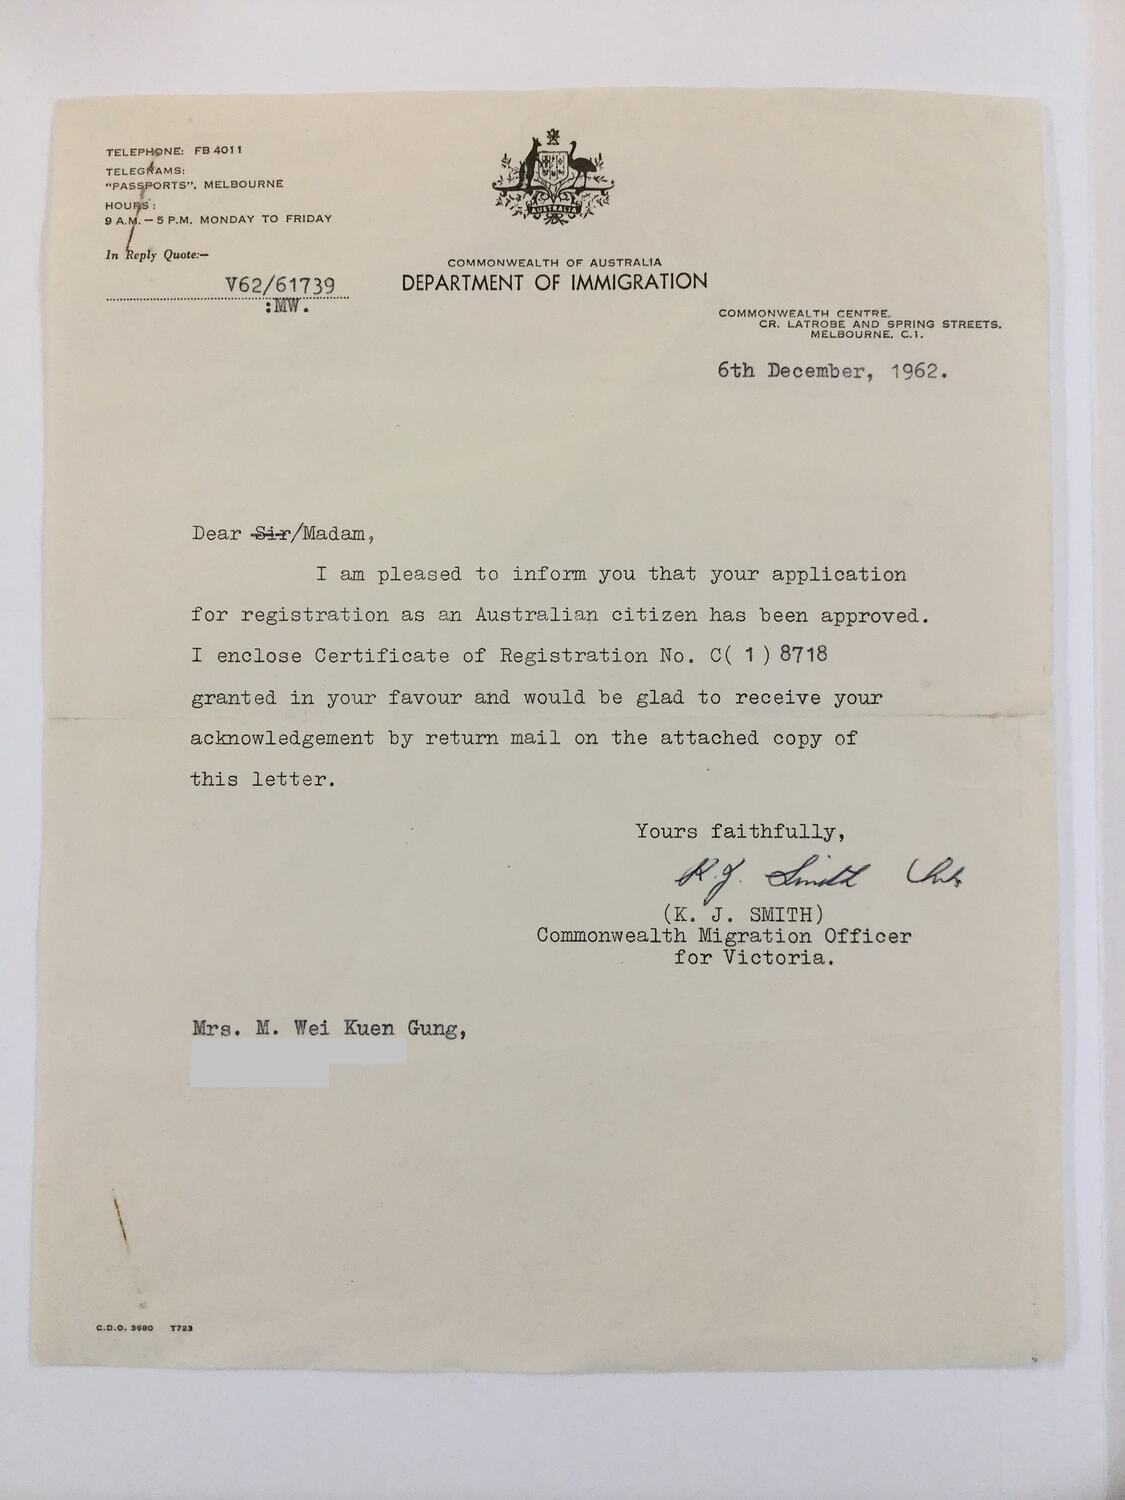 TELEPHONE: FB 4011
TELEGRAMS:
"PASSPORTS", MELBOURNE
HOURS:
9 A.M. — 5 P.M. MONDAY TO FRIDAY
In Reply Quote:—
V62/61739
:MW.
AUSTRALIA
COMMONWEALTH OF AUSTRALIA
DEPARTMENT OF IMMIGRATION
COMMONWEALTH CENTRE,
CR. LATROBE AND SPRING STREETS,
MELBOURNE. C.1.
6th December, 1962.
Dear Sir/Madam,
I am pleased to inform you that your application
for registration as an Australian citizen has been approved.
I enclose Certificate of Registration No. C( 1 ) 8718
granted in your favour and would be glad to receive your
acknowledgement by return mail on the attached copy of
this letter.
Yours faithfully,
K.J. Smith
(K. J. SMITH)
Commonwealth Migration Officer
for Victoria.
Mrs. M. Wei Kuen Gung,
C.D.O. 3680 T723